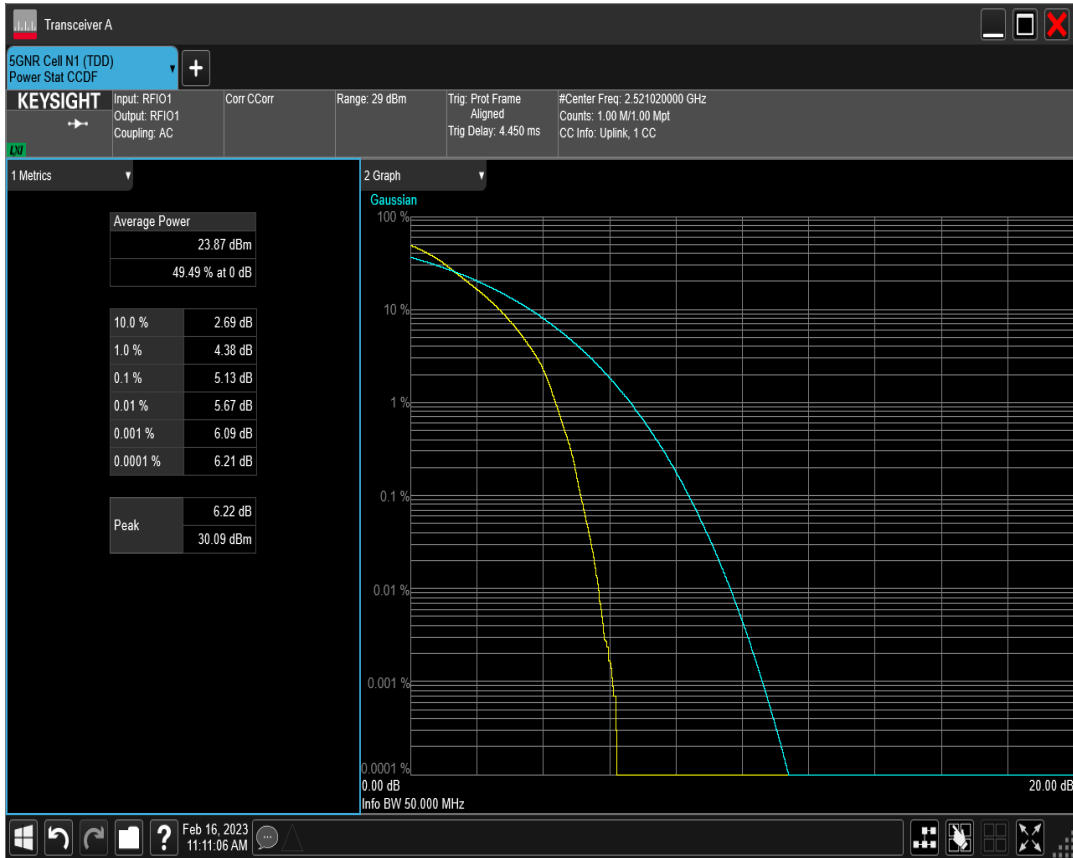 Transceiver A
5GNR Cell N1 (TDD)
Power Stat CCDF
+
KEYSIGHT
LXI
Input: RFIO1
Output: RFIO1
Coupling: AC
Corr CCorr
Range: 29 dBm
Trig: Prot Frame
Aligned
Trig Delay: 4.450 ms
#Center Freq: 2.521020000 GHz
Counts: 1.00 M/1.00 Mpt
CC Info: Uplink, 1 CC
1 Metrics
Average Power
23.87 dBm
49.49 % at 0 dB
10.0 % 2.69 dB
1.0 % 4.38 dB
0.1 % 5.13 dB
0.01 % 5.67 dB
0.001 % 6.09 dB
0.0001 % 6.21 dB
Peak
6.22 dB
30.09 dBm
2 Graph
Gaussian
100 %
10 %
1 %
0.1 %
0.01 %
0.001 %
0.0001 %
0.00 dB
20.00 dB
Info BW 50.000 MHz
?
Feb 16, 2023
11:11:06 AM